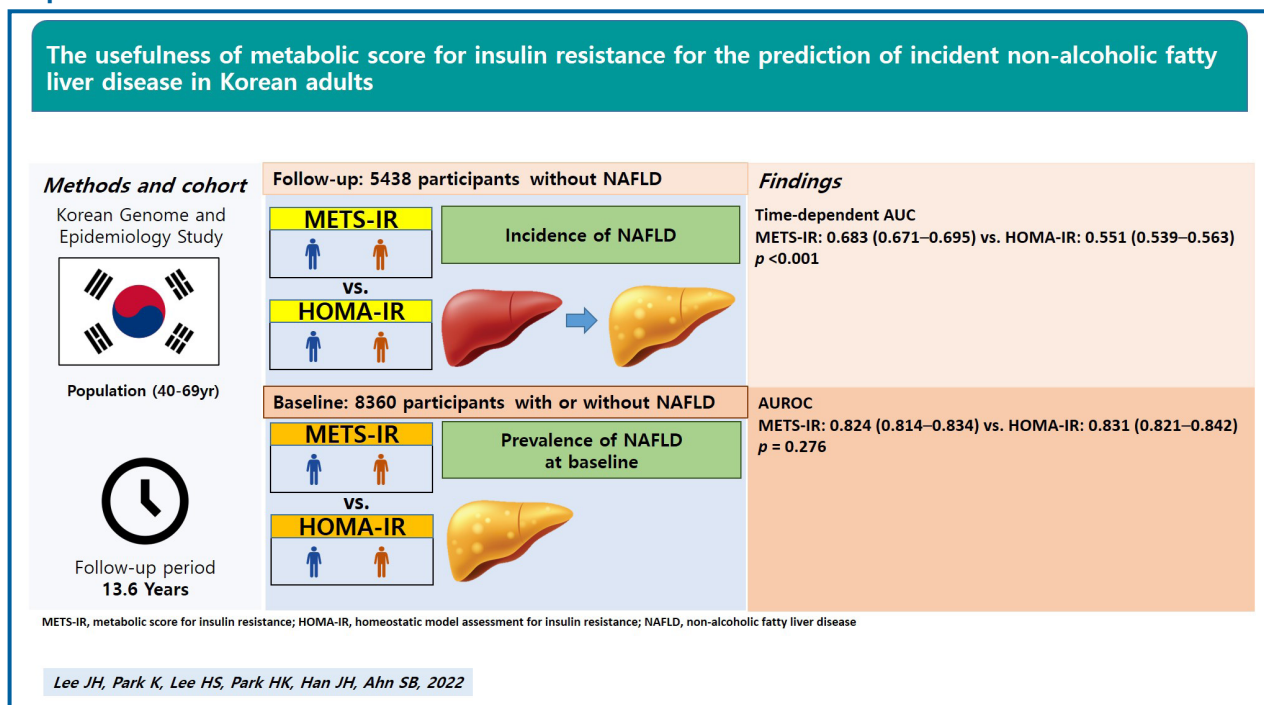 The usefulness of metabolic score for insulin resistance for the prediction of incident non-alcoholic fatty
liver disease in Korean adults
Methods and cohort
Korean Genome and
Epidemiology Study
Population (40-69yr)
Follow-up period
13.6 Years
Follow-up: 5438 participants without NAFLD
METS-IR
vs.
HOMA-IR
Incidence of NAFLD
Baseline: 8360 participants with or without NAFLD
METS-IR
vs.
HOMA-IR
Prevalence of NAFLD
at baseline
Findings
Time-dependent AUC
METS-IR: 0.683 (0.671–0.695) vs. HOMA-IR: 0.551 (0.539–0.563)
p <0.001
AUROC
METS-IR: 0.824 (0.814–0.834) vs. HOMA-IR: 0.831 (0.821–0.842)
p = 0.276
METS-IR, metabolic score for insulin resistance; HOMA-IR, homeostatic model assessment for insulin resistance; NAFLD, non-alcoholic fatty liver disease
Lee JH, Park K, Lee HS, Park HK, Han JH, Ahn SB, 2022